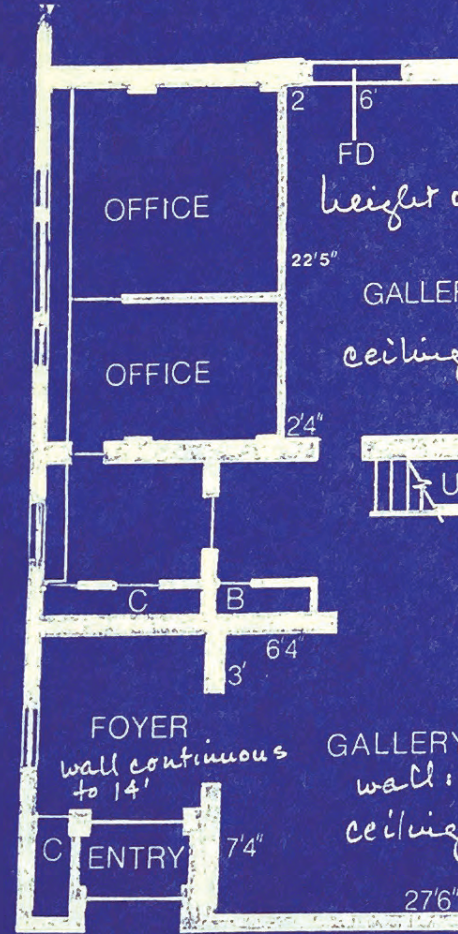 2 6'
FD
OFFICE
height
22'5"
OFFICE
ceiling
2'4"
C B
6'4"
3'
FOYER
wall continuous
to 14'
GALLERY
wall
ceiling
C
ENTRY
7'4"
27'6"